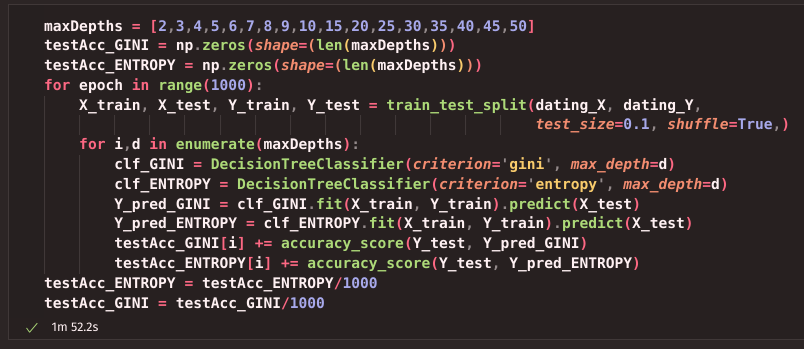 maxDepths = [2,3,4,5,6,7,8,9,10,15,20,25,30,35,40,45,50]
testAcc_GINI = np.zeros(shape=(len(maxDepths)))
testAcc_ENTROPY = np.zeros(shape=(len(maxDepths)))
for epoch in range(1000):
    X_train, X_test, Y_train, Y_test = train_test_split(dating_X, dating_Y,
                                                        test_size=0.1, shuffle=True,)
    for i,d in enumerate(maxDepths):
        clf_GINI = DecisionTreeClassifier(criterion='gini', max_depth=d)
        clf_ENTROPY = DecisionTreeClassifier(criterion='entropy', max_depth=d)
        Y_pred_GINI = clf_GINI.fit(X_train, Y_train).predict(X_test)
        Y_pred_ENTROPY = clf_ENTROPY.fit(X_train, Y_train).predict(X_test)
        testAcc_GINI[i] += accuracy_score(Y_test, Y_pred_GINI)
        testAcc_ENTROPY[i] += accuracy_score(Y_test, Y_pred_ENTROPY)
testAcc_ENTROPY = testAcc_ENTROPY/1000
testAcc_GINI = testAcc_GINI/1000
1m 52.2s